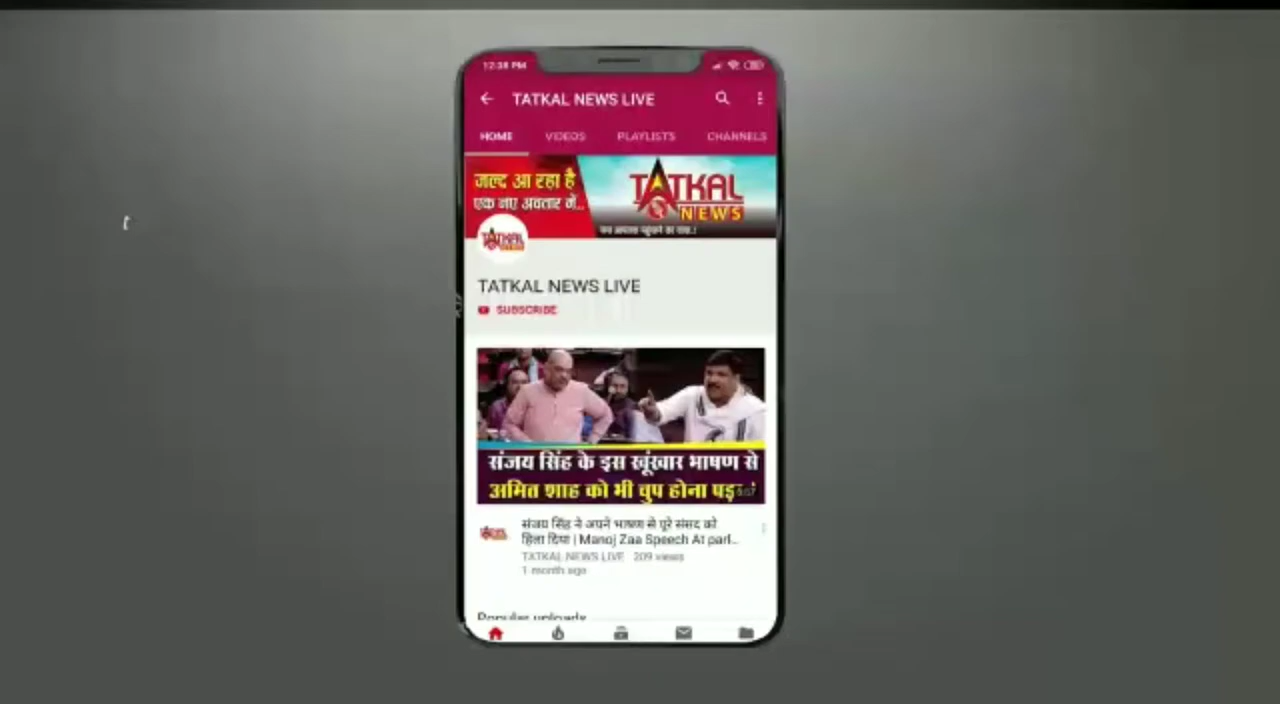 12:38 PM
TATKAL NEWS LIVE
HOME VIDEOS PLAYLISTS CHANNELS
जल्द आ रहा है
एक नए अवतार में..
TATKAL
NEWS
TATKAL
t
TATKAL NEWS LIVE
SUBSCRIBE
संजय सिंह के इस खूंखार भाषण से
अमित शाह को भी चुप होना पड़
संजय सिंह ने अपने भाषण से पूरे संसद को
हिला दिया | Manoj Zaa Speech At parl..
TATKAL NEWS LIVE 209 views
1 month ago
Popular uploads